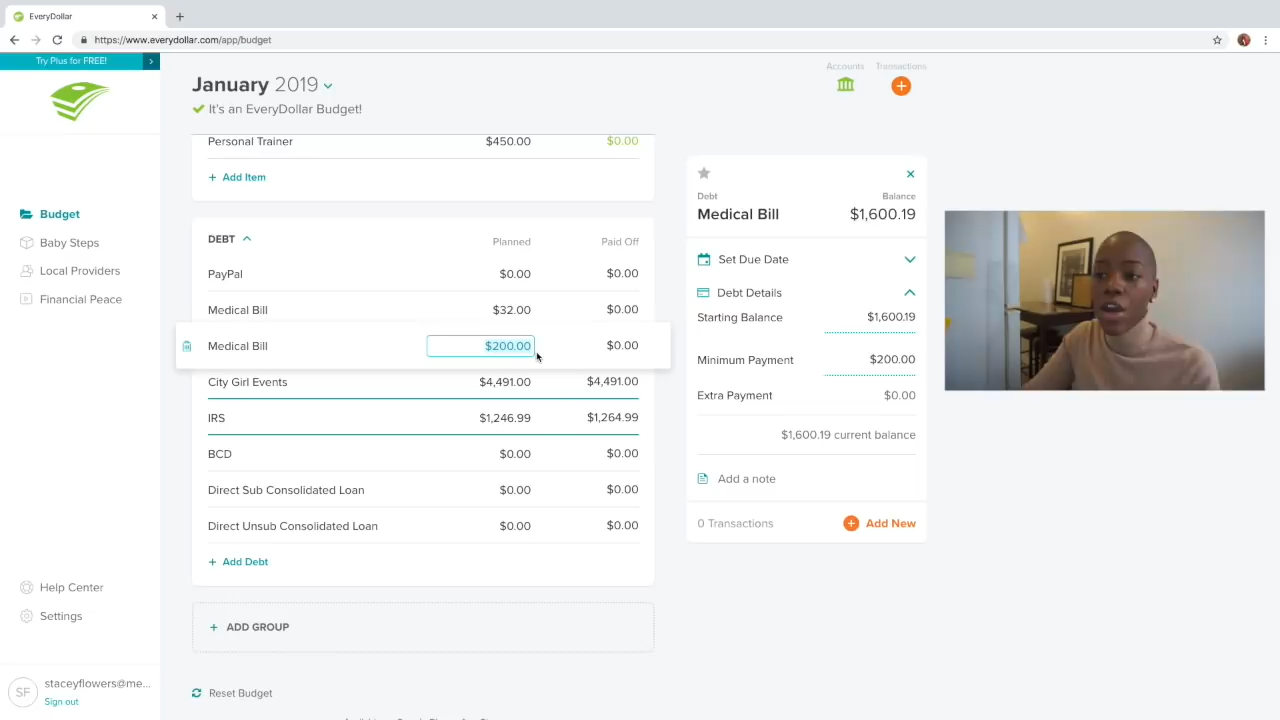 EveryDollar
https://www.everydollar.com/app/budget
Try Plus for FREE!
Budget
Baby Steps
Local Providers
Financial Peace
Help Center
Settings
SF
staceyflowers@me...
Sign out
January 2019
It's an EveryDollar Budget!
Accounts
Transactions
Personal Trainer $450.00 $0.00
+ Add Item
DEBT Planned Paid Off
PayPal $0.00 $0.00
Medical Bill $32.00 $0.00
Medical Bill $200.00 $0.00
City Girl Events $4,491.00 $4,491.00
IRS $1,246.99 $1,264.99
BCD $0.00 $0.00
Direct Sub Consolidated Loan $0.00 $0.00
Direct Unsub Consolidated Loan $0.00 $0.00
+ Add Debt
+ ADD GROUP
Reset Budget
Debt Balance
Medical Bill $1,600.19
Set Due Date
Debt Details
Starting Balance $1,600.19
Minimum Payment $200.00
Extra Payment $0.00
$1,600.19 current balance
Add a note
0 Transactions + Add New